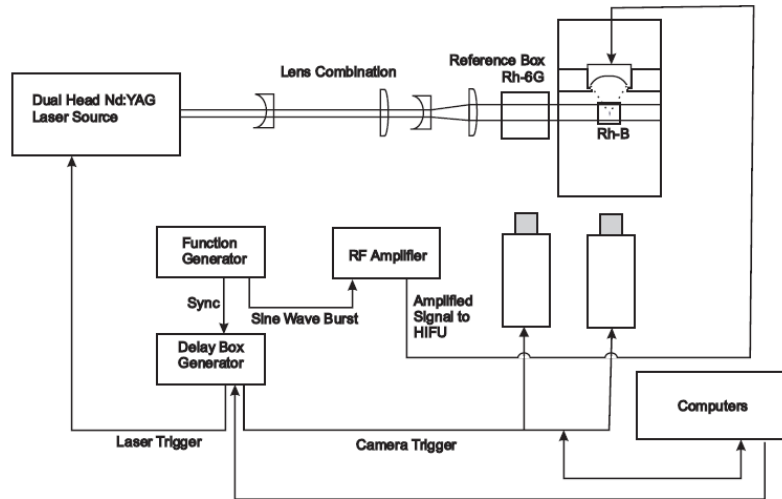 Lens Combination
Reference Box
Rh-6G
Dual Head Nd:YAG
Laser Source
Rh-B
Function
Generator
RF Amplifier
Sync
Sine Wave Burst
Amplified
Signal to
HIFU
Delay Box
Generator
Computers
Laser Trigger
Camera Trigger